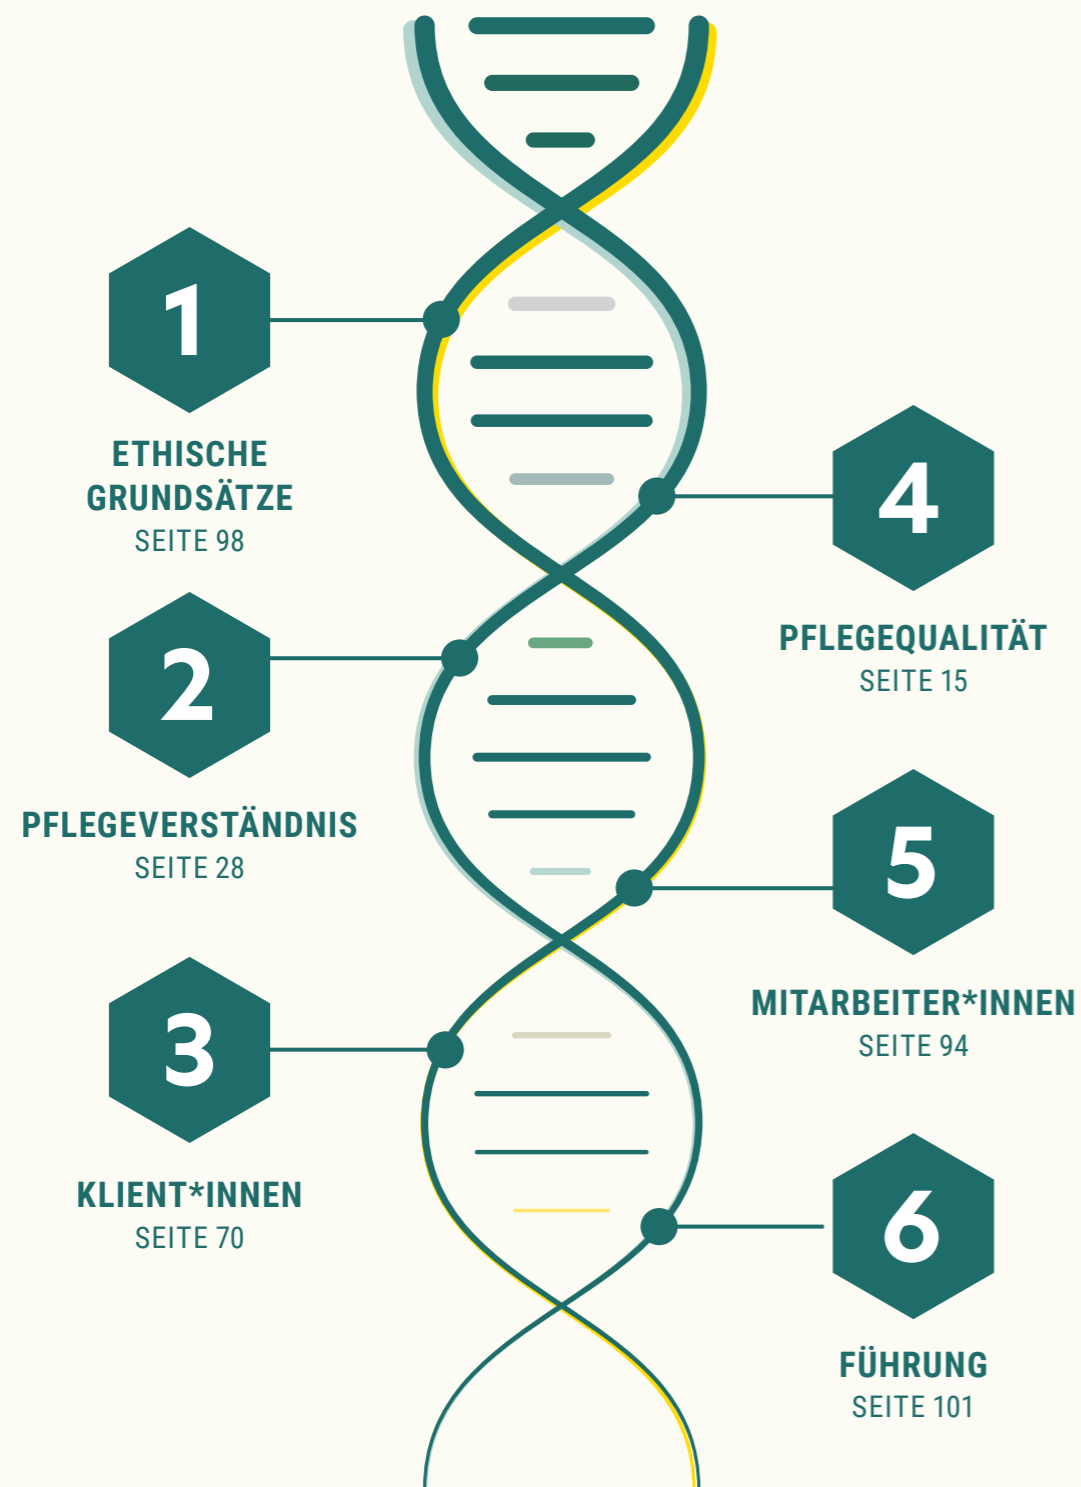 1
ETHISCHE
GRUNDSÄTZE
SEITE 98
2
PFLEGEVERSTÄNDNIS
SEITE 28
3
KLIENT*INNEN
SEITE 70
4
PFLEGEQUALITÄT
SEITE 15
5
MITARBEITER*INNEN
SEITE 94
6
FÜHRUNG
SEITE 101